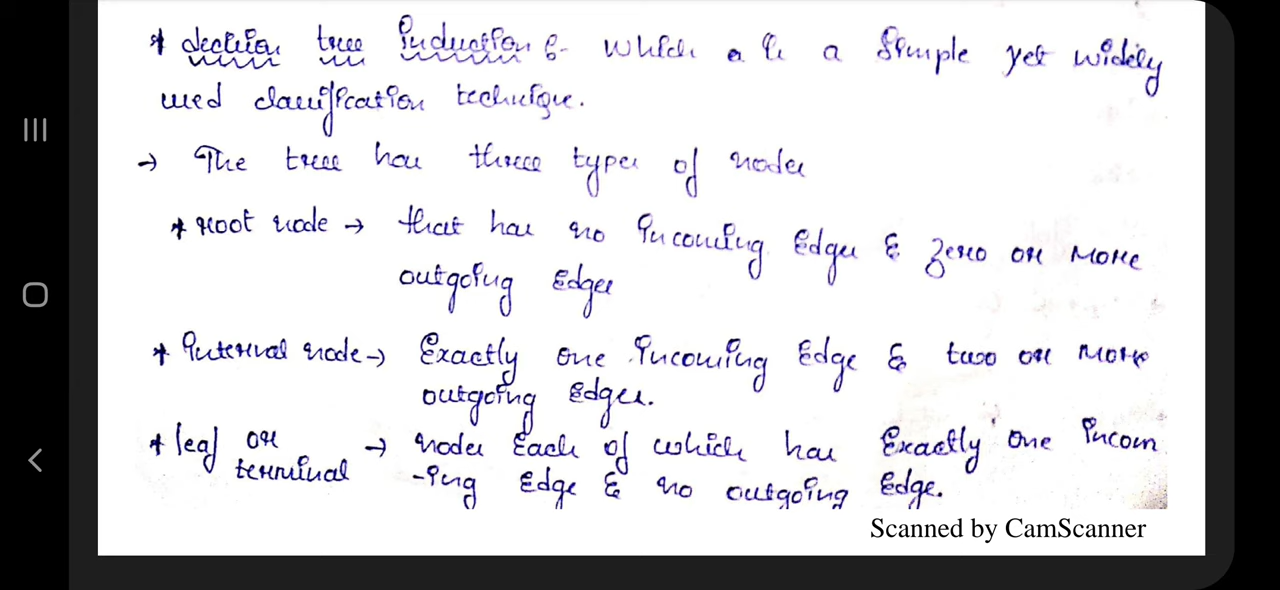 * decision tree induction :- which is a simple yet widely
used classification technique.
→ The tree has three types of nodes
* root node → that has no incoming Edges & zero or more
outgoing Edges
* internal node → Exactly one incoming Edge & two or more
outgoing Edges.
* leaf or terminal → nodes Each of which has Exactly one incom
-ing Edge & no outgoing Edge.
Scanned by CamScanner